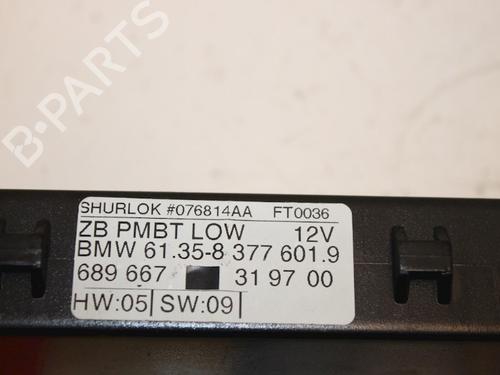 B-PARTS
SHURLOK #076814AA FT0036
ZB PMBT LOW 12V
BMW 61.35-8 377 601.9
689 667 31 97 00
HW:05| SW:09|